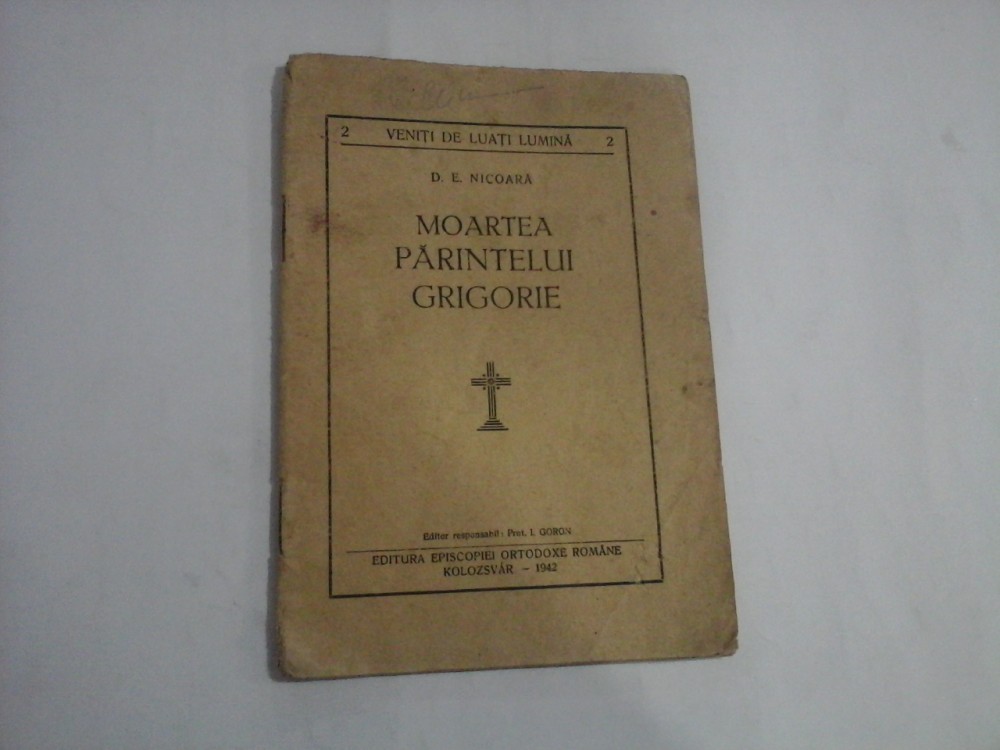 2 VENIȚI DE LUAȚI LUMINĂ 2
D. E. NICOARĂ
MOARTEA
PĂRINTELUI
GRIGORIE
Editor responsabil: Prot. I. GORON
EDITURA EPISCOPIEI ORTODOXE ROMÂNE
KOLOZSVÁR – 1942